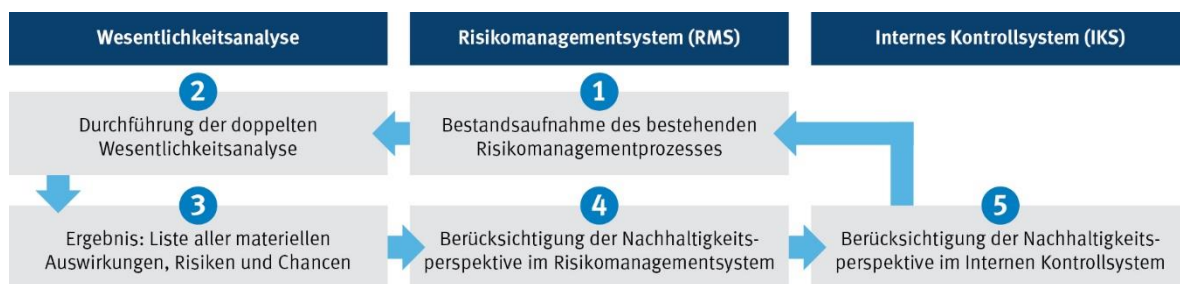 Wesentlichkeitsanalyse
Risikomanagementsystem (RMS)
Internes Kontrollsystem (IKS)
2
Durchführung der doppelten
Wesentlichkeitsanalyse
1
Bestandsaufnahme des bestehenden
Risikomanagementprozesses
3
Ergebnis: Liste aller materiellen
Auswirkungen, Risiken und Chancen
4
Berücksichtigung der Nachhaltigkeits-
perspektive im Risikomanagementsystem
5
Berücksichtigung der Nachhaltigkeits-
perspektive im Internen Kontrollsystem